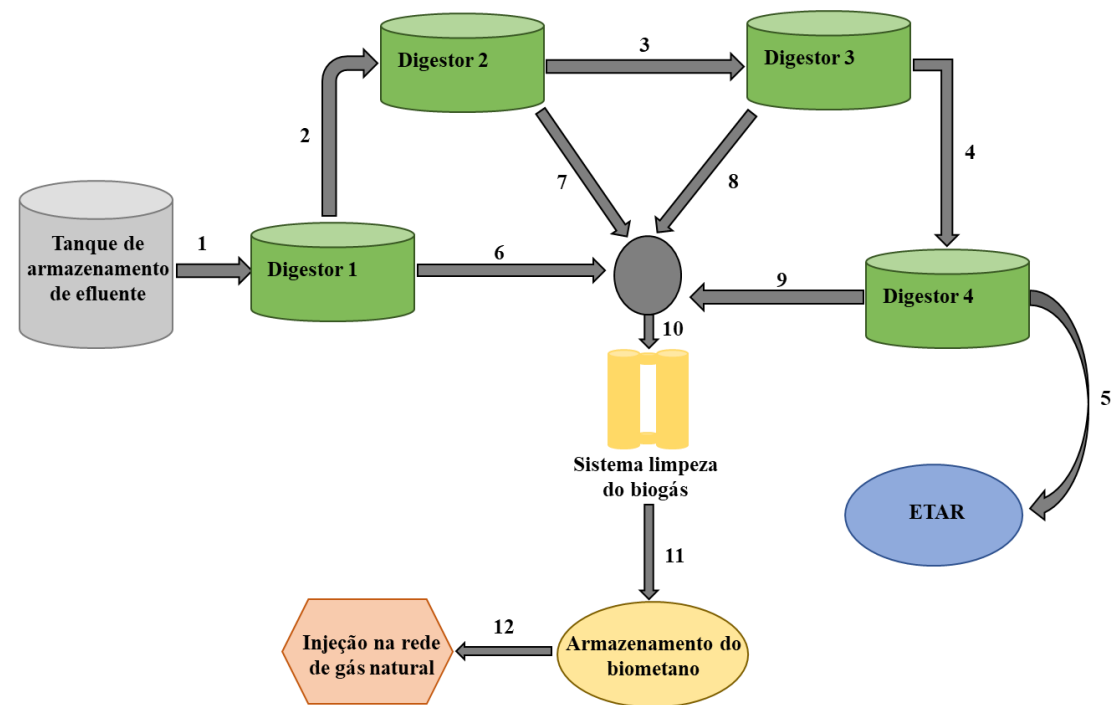 Digestor 2
3
Digestor 3
2
4
7
8
Tanque de
armazenamento
de efluente
1
Digestor 1
6
9
Digestor 4
10
5
Sistema limpeza
do biogás
ETAR
11
12
Injeção na rede
de gás natural
Armazenamento do
biometano